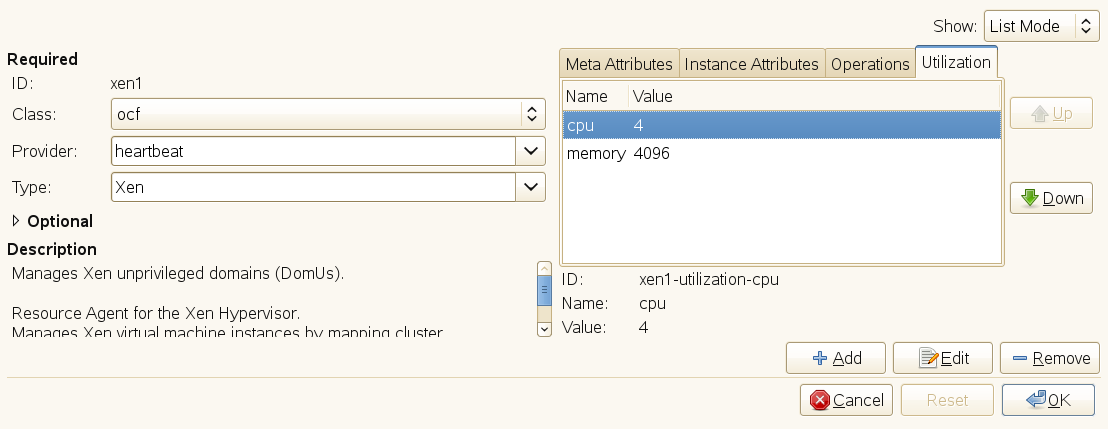 Show: List Mode
Required
ID: xen1
Class: ocf
Provider: heartbeat
Type: Xen
Optional
Description
Manages Xen unprivileged domains (DomUs).
Resource Agent for the Xen Hypervisor.
Manages Xen virtual machine instances by mapping cluster
Meta Attributes Instance Attributes Operations Utilization
Name Value
cpu 4
memory 4096
Up
Down
ID: xen1-utilization-cpu
Name: cpu
Value: 4
Add Edit Remove
Cancel Reset OK